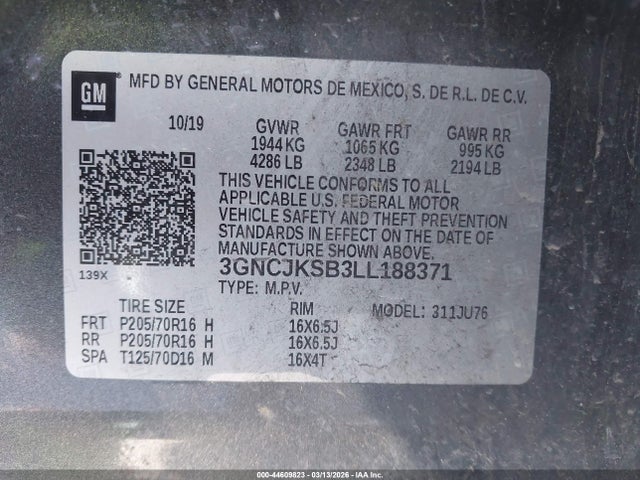 GM
MFD BY GENERAL MOTORS DE MEXICO, S. DE R.L. DE C.V.
10/19 GVWR GAWR FRT GAWR RR
1944 KG 1065 KG 995 KG
4286 LB 2348 LB 2194 LB
THIS VEHICLE CONFORMS TO ALL
APPLICABLE U.S. FEDERAL MOTOR
VEHICLE SAFETY AND THEFT PREVENTION
STANDARDS IN EFFECT ON THE DATE OF
MANUFACTURE SHOWN ABOVE.
139X 3GNCJKSB3LL188371
TYPE: M.P.V.
TIRE SIZE RIM MODEL: 311JU76
FRT P205/70R16 H 16X6.5J
RR P205/70R16 H 16X6.5J
SPA T125/70D16 M 16X4T
© COPY - 44609823 - 03/13/2026 - IAA Corp.